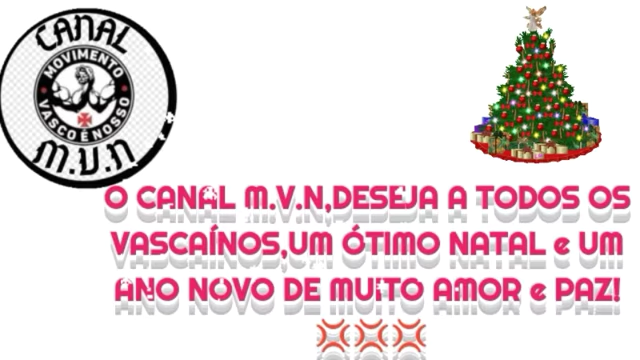 CANAL
MOVIMENTO
VASCO É NOSSO
M.V.N
O CANAL M.V.N,DESEJA A TODOS OS
VASCAÍNOS,UM ÓTIMO NATAL e UM
ANO NOVO DE MUITO AMOR e PAZ!
💢💢💢